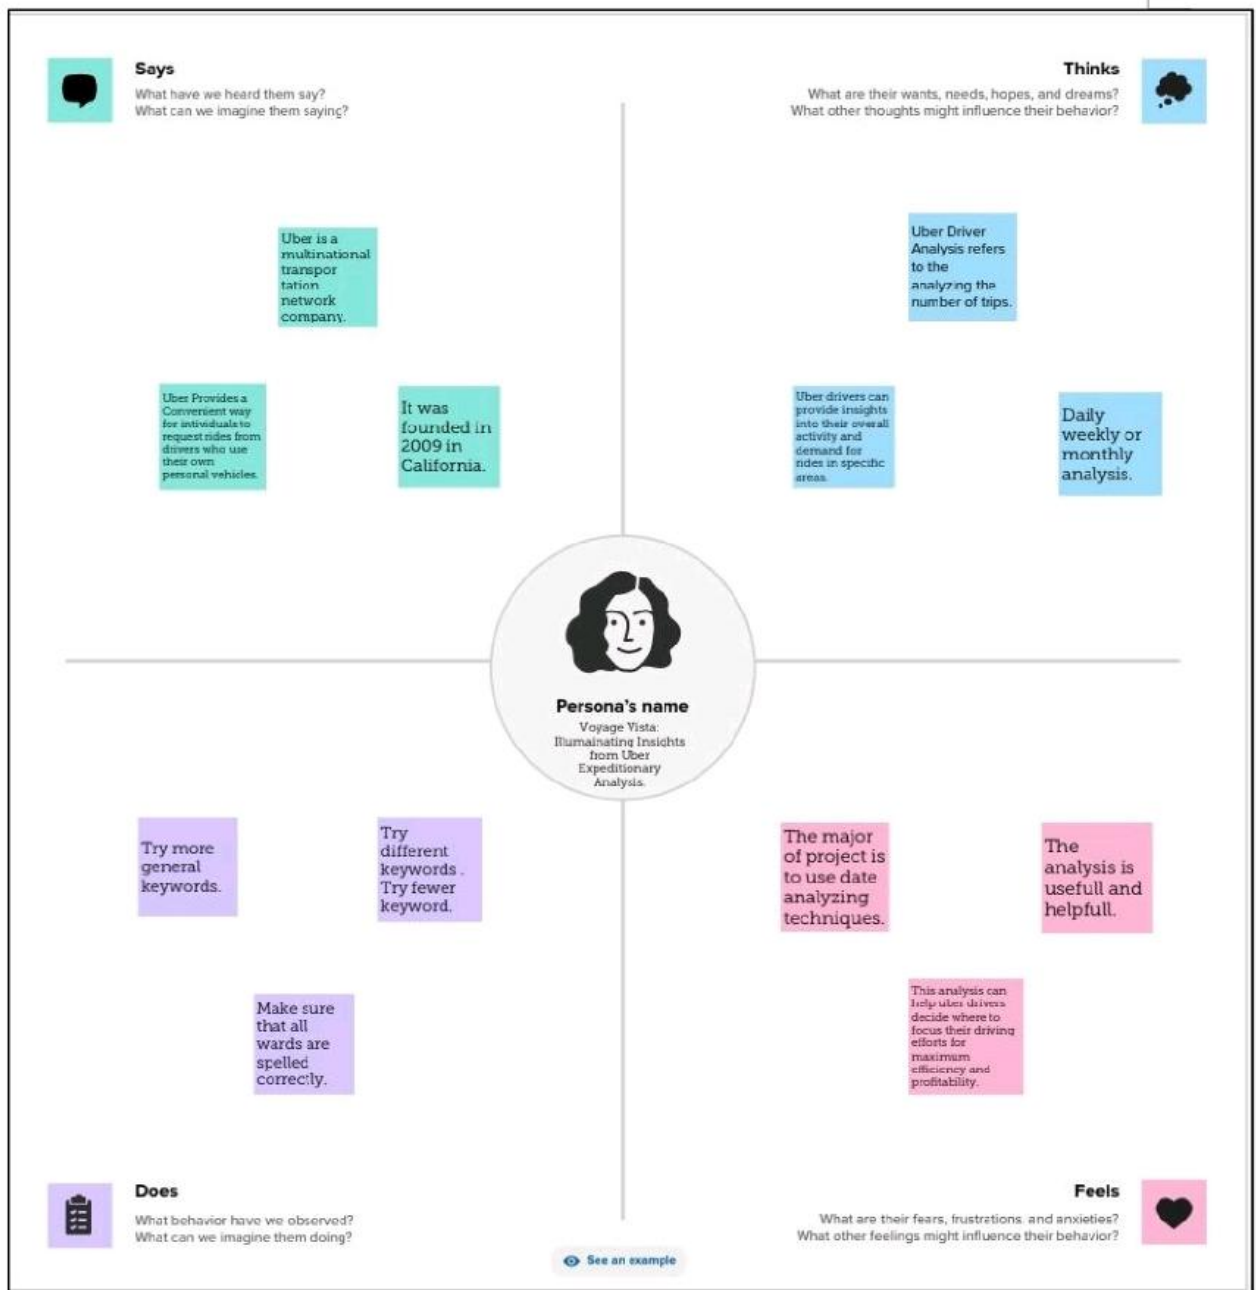 Says
What have we heard them say?
What can we imagine them saying?
Thinks
What are their wants, needs, hopes, and dreams?
What other thoughts might influence their behavior?
Uber is a
multinational
transpor
tation
network
company.
Uber Provides a
Convenient way
for intividuals to
request rides from
drivers who use
their own
personal vehicles.
It was
founded in
2009 in
California.
Uber Driver
Analysis refers
to the
analyzing the
number of trips.
Uber drivers can
provide insights
into their overall
activity and
demand for
rides in specific
areas.
Daily
weekly or
monthly
analysis.
Persona's name
Voyage Vista:
Illumainating Insights
from Uber
Expeditionary
Analysis.
Try more
general
keywords.
Try
different
keywords .
Try fewer
keyword.
Make sure
that all
wards are
spelled
correctly.
The major
of project is
to use date
analyzing
techniques.
The
analysis is
usefull and
helpfull.
This analysis can
help uber drivers
decide where to
focus their driving
efforts for
maximum
efficiency and
profitability.
Does
What behavior have we observed?
What can we imagine them doing?
Feels
What are their fears, frustrations, and anxieties?
What other feelings might influence their behavior?
See an example